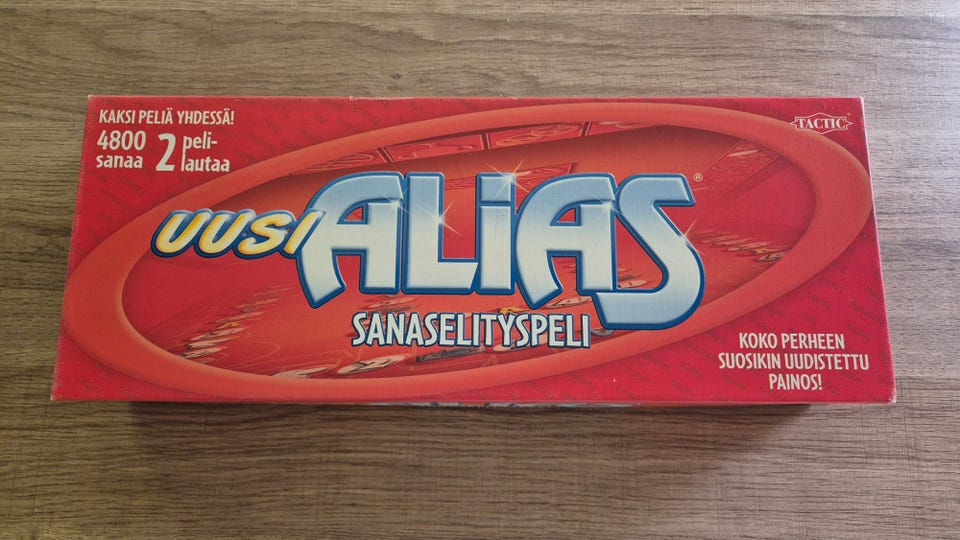 KAKSI PELIÄ YHDESSÄ!
4800 sanaa 2 peli-
lautaa
TACTIC
UUSI ALIAS®
SANASELITYSPELI
KOKO PERHEEN
SUOSIKIN UUDISTETTU
PAINOS!